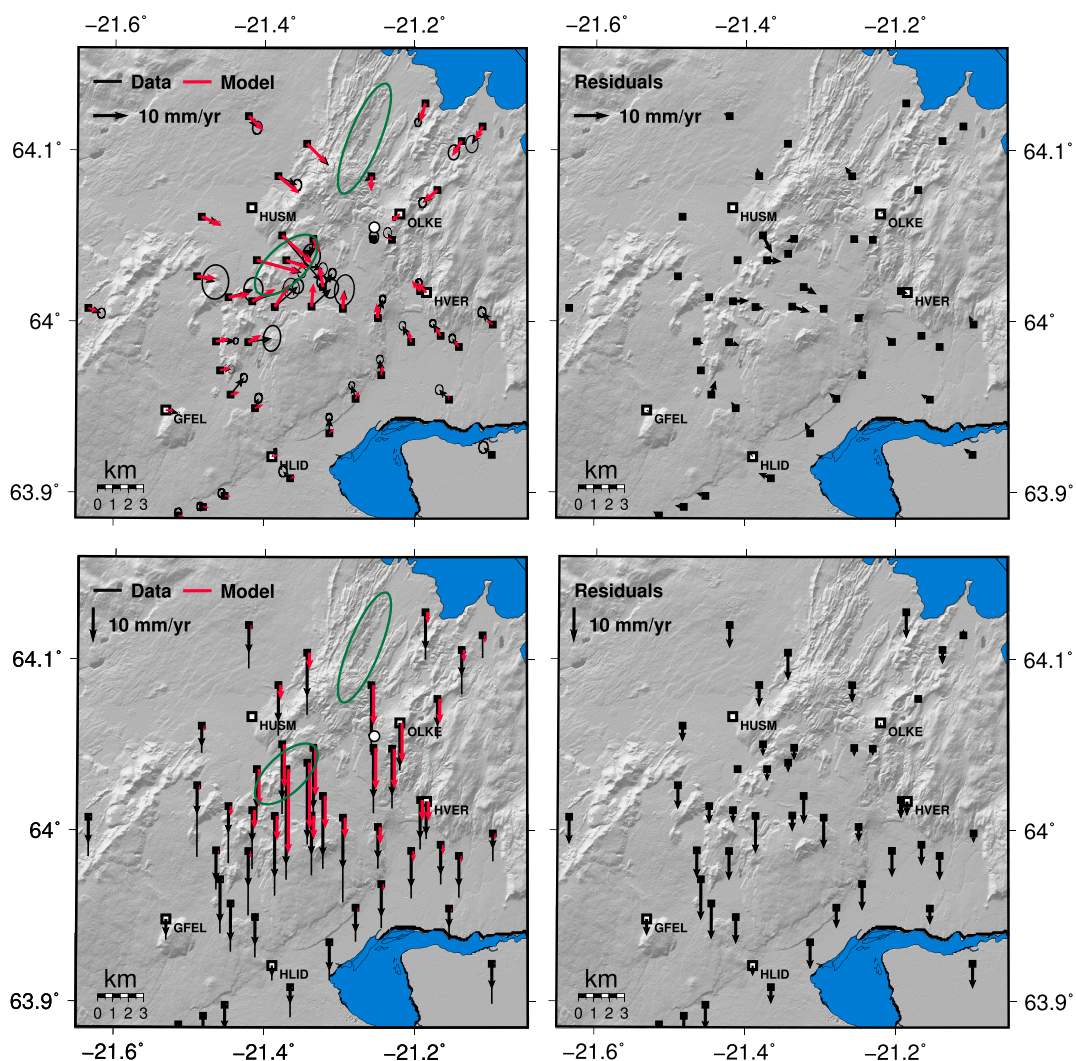 −21.6˚ −21.4˚ −21.2˚ −21.6˚ −21.4˚ −21.2˚
Data Model
10 mm/yr
64.1˚
HUSM
OLKE
HVER
64˚
GFEL
HLID
km
0 1 2 3
63.9˚
Residuals
10 mm/yr
64.1˚
HUSM
OLKE
HVER
64˚
GFEL
HLID
km
0 1 2 3
63.9˚
Data Model
10 mm/yr
64.1˚
HUSM
OLKE
HVER
64˚
GFEL
HLID
km
0 1 2 3
63.9˚
Residuals
10 mm/yr
64.1˚
HUSM
OLKE
HVER
64˚
GFEL
HLID
km
0 1 2 3
63.9˚
−21.6˚ −21.4˚ −21.2˚ −21.6˚ −21.4˚ −21.2˚